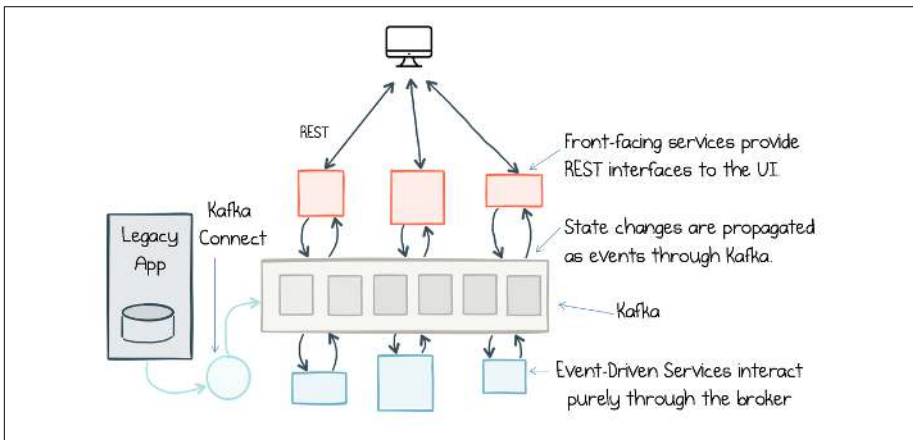 REST
Front-facing services provide
REST interfaces to the UI.
Kafka
Connect
Legacy
App
State changes are propagated
as events through Kafka.
Kafka
Event-Driven Services interact
purely through the broker